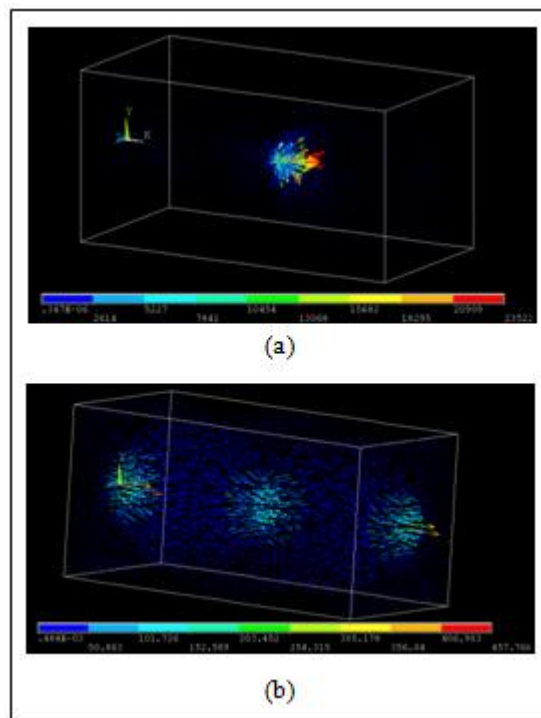 Y
X
.347E-06 5227 10454 15682 20909
2614 7841 13068 18295 23522
(a)
101.726 203.452 305.178 406.903
50.863 152.589 254.315 356.04 457.766
(b)